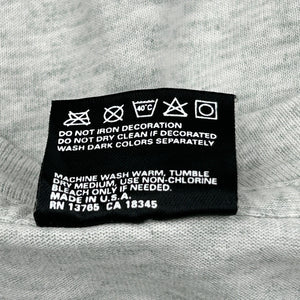 40°C
DO NOT IRON DECORATION
DO NOT DRY CLEAN IF DECORATED
WASH DARK COLORS SEPARATELY
MACHINE WASH WARM, TUMBLE
DRY MEDIUM, USE NON-CHLORINE
BLEACH ONLY IF NEEDED.
MADE IN U.S.A.
RN 13765 CA 18345